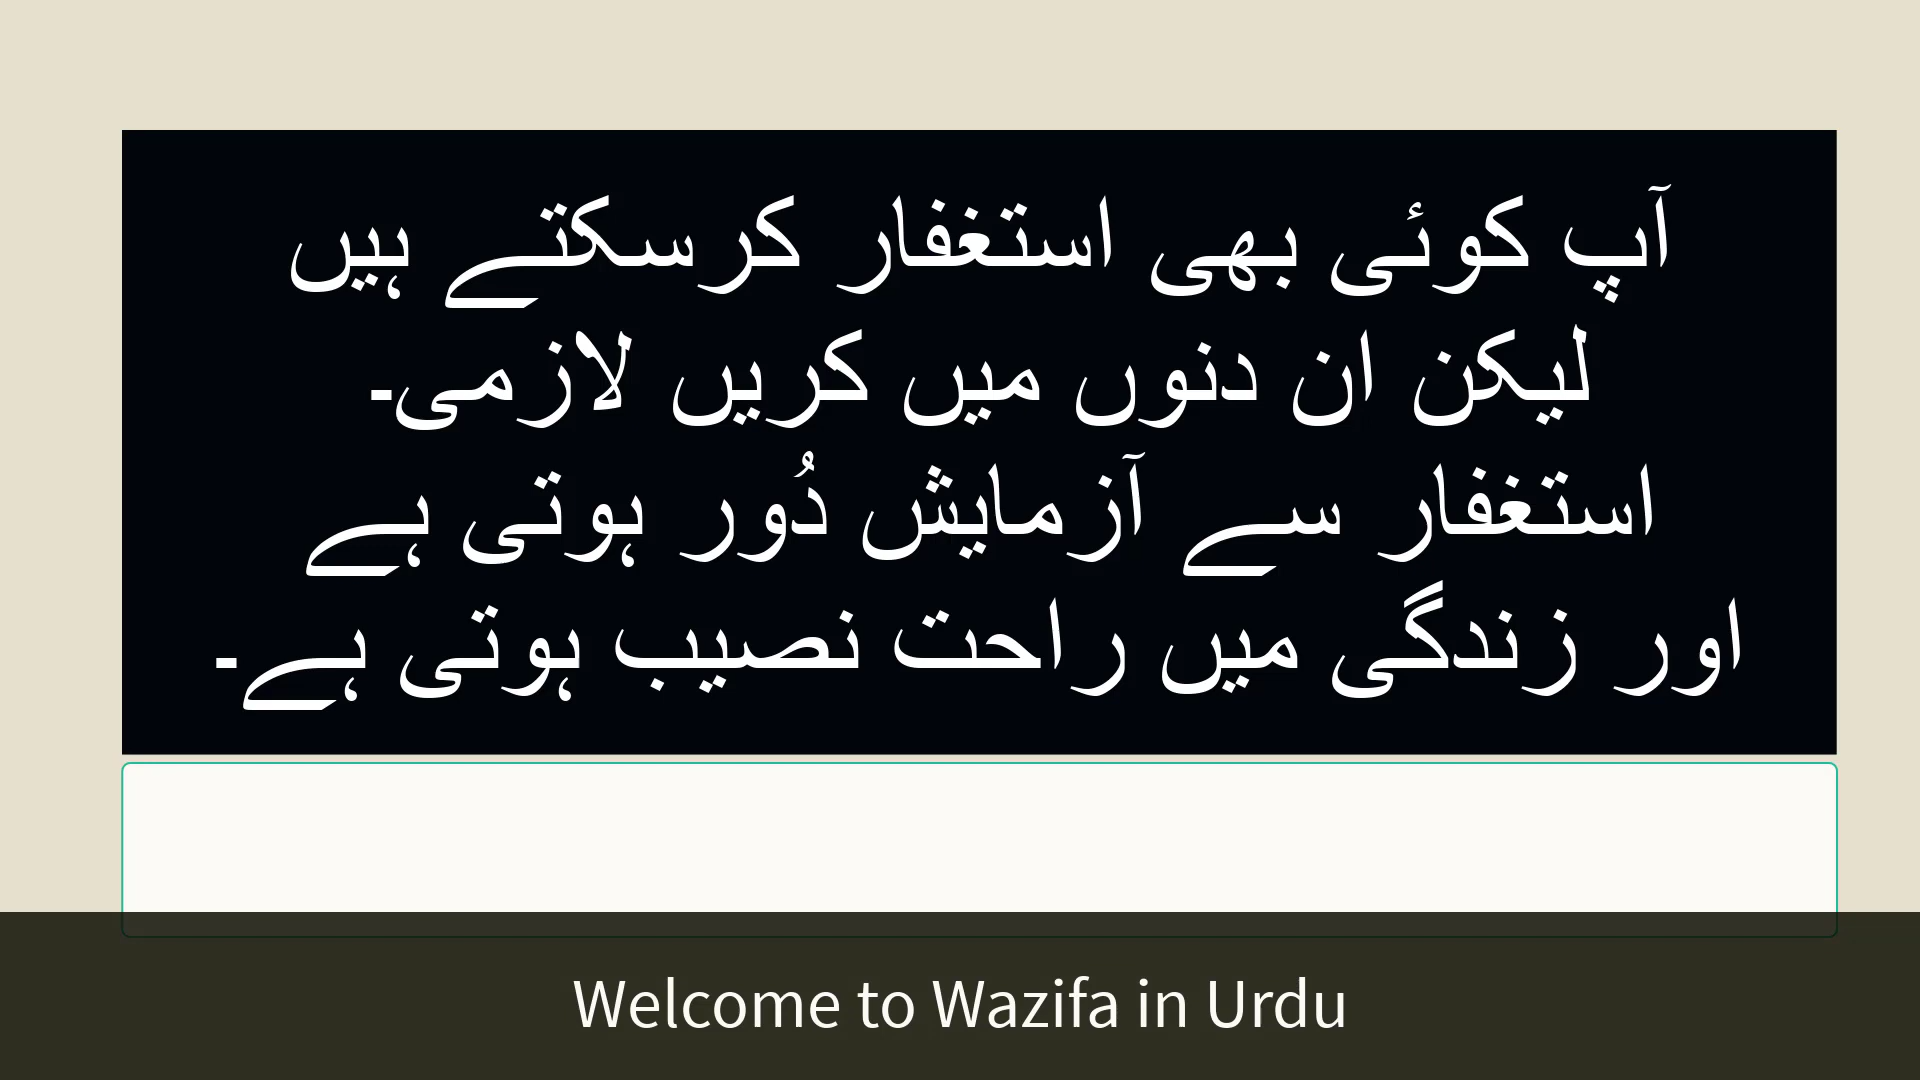 آپ کوئی بھی استغفار کرسکتے ہیں
لیکن ان دنوں میں کریں لازمی۔
استغفار سے آزمایش دُور ہوتی ہے
اور زندگی میں راحت نصیب ہوتی ہے۔
Welcome to Wazifa in Urdu